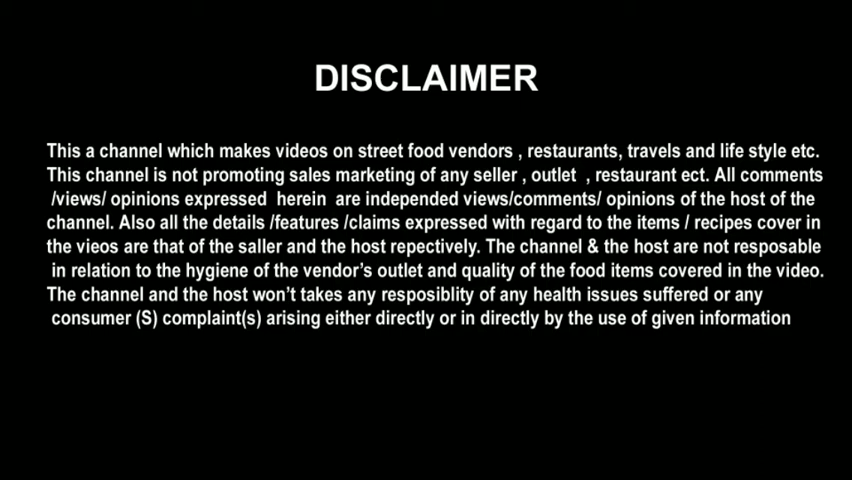 DISCLAIMER
This a channel which makes videos on street food vendors , restaurants, travels and life style etc.
This channel is not promoting sales marketing of any seller , outlet , restaurant ect. All comments
/views/ opinions expressed herein are independed views/comments/ opinions of the host of the
channel. Also all the details /features /claims expressed with regard to the items / recipes cover in
the vieos are that of the saller and the host repectively. The channel & the host are not resposable
in relation to the hygiene of the vendor's outlet and quality of the food items covered in the video.
The channel and the host won't takes any resposiblity of any health issues suffered or any
consumer (S) complaint(s) arising either directly or in directly by the use of given information